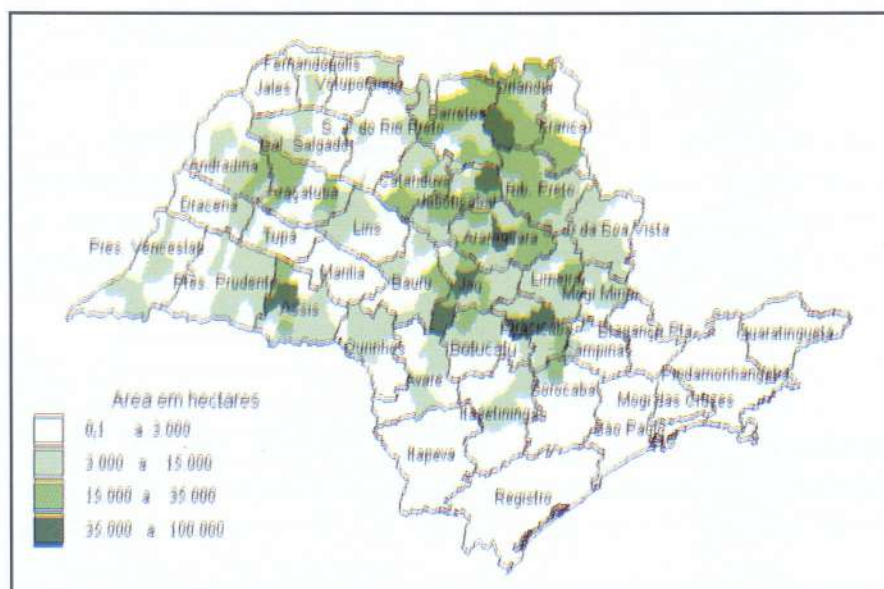 Fernandópolis
Jales
Votuporanga
Barretos
Orlândia
Franca
S. J. do Rio Preto
Gal. Salgado
Andradina
Araçatuba
Catanduva
Jaboticabal
Rib. Preto
Dracena
Tupã
Lins
Araraquara
S. J. da Boa Vista
Pres. Venceslau
Pres. Prudente
Marília
Bauru
Jaú
Limeira
Mogi Mirim
Assis
Piracicaba
Bragança Pta.
Guaratinguetá
Ourinhos
Botucatu
Campinas
Pindamonhangaba
Avaré
Sorocaba
Mogi das Cruzes
Itapetininga
São Paulo
Itapeva
Registro
Área em hectares
0,1 a 3.000
3.000 a 15.000
15.000 a 35.000
35.000 a 100.000